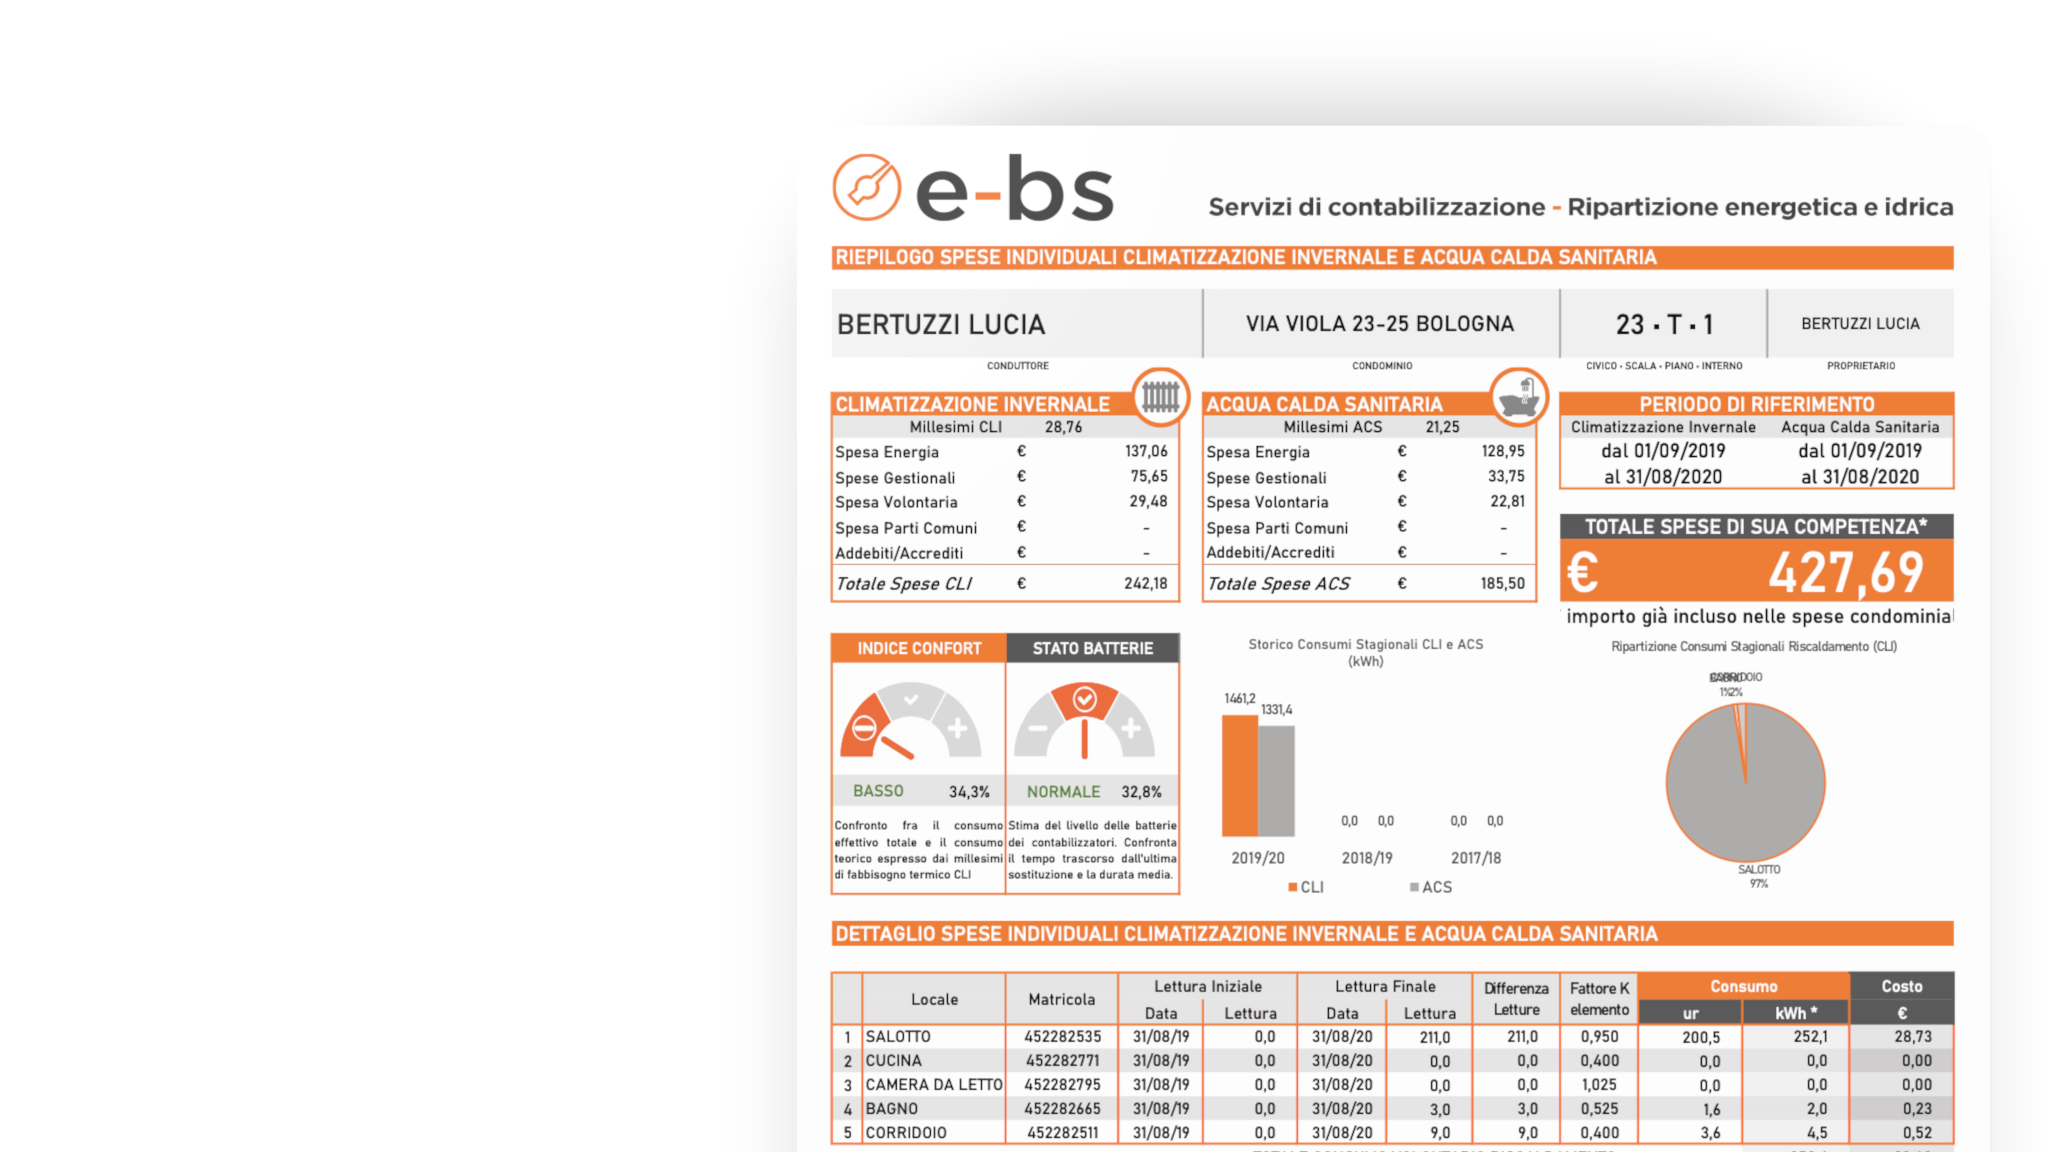 e-bs
Servizi di contabilizzazione - Ripartizione energetica e idrica
RIEPILOGO SPESE INDIVIDUALI CLIMATIZZAZIONE INVERNALE E ACQUA CALDA SANITARIA
BERTUZZI LUCIA
CONDUTTORE
VIA VIOLA 23-25 BOLOGNA
CONDOMINIO
23 • T • 1
CIVICO • SCALA • PIANO • INTERNO
BERTUZZI LUCIA
PROPRIETARIO
CLIMATIZZAZIONE INVERNALE
Millesimi CLI 28,76
Spesa Energia € 137,06
Spese Gestionali € 75,65
Spesa Volontaria € 29,48
Spesa Parti Comuni € -
Addebiti/Accrediti € -
Totale Spese CLI € 242,18
ACQUA CALDA SANITARIA
Millesimi ACS 21,25
Spesa Energia € 128,95
Spese Gestionali € 33,75
Spesa Volontaria € 22,81
Spesa Parti Comuni € -
Addebiti/Accrediti € -
Totale Spese ACS € 185,50
PERIODO DI RIFERIMENTO
Climatizzazione Invernale Acqua Calda Sanitaria
dal 01/09/2019 dal 01/09/2019
al 31/08/2020 al 31/08/2020
TOTALE SPESE DI SUA COMPETENZA*
€ 427,69
importo già incluso nelle spese condominial
INDICE CONFORT
BASSO 34,3%
Confronto fra il consumo
effettivo totale e il consumo
teorico espresso dai millesimi
di fabbisogno termico CLI
STATO BATTERIE
NORMALE 32,8%
Stima del livello delle batterie
dei contabilizzatori. Confronta
il tempo trascorso dall'ultima
sostituzione e la durata media.
Storico Consumi Stagionali CLI e ACS
(kWh)
1461,2 1331,4
0,0 0,0 0,0 0,0
2019/20 2018/19 2017/18
CLI ACS
Ripartizione Consumi Stagionali Riscaldamento (CLI)
CORRIDOIO
1% 2%
SALOTTO
97%
DETTAGLIO SPESE INDIVIDUALI CLIMATIZZAZIONE INVERNALE E ACQUA CALDA SANITARIA
Locale Matricola Lettura Iniziale Lettura Finale Differenza Letture Fattore K elemento Consumo Costo
Data Lettura Data Lettura ur kWh * €
1 SALOTTO 452282535 31/08/19 0,0 31/08/20 211,0 211,0 0,950 200,5 252,1 28,73
2 CUCINA 452282771 31/08/19 0,0 31/08/20 0,0 0,0 0,400 0,0 0,0 0,00
3 CAMERA DA LETTO 452282795 31/08/19 0,0 31/08/20 0,0 0,0 1,025 0,0 0,0 0,00
4 BAGNO 452282665 31/08/19 0,0 31/08/20 3,0 3,0 0,525 1,6 2,0 0,23
5 CORRIDOIO 452282511 31/08/19 0,0 31/08/20 9,0 9,0 0,400 3,6 4,5 0,52